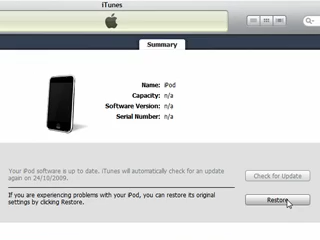 iTunes
Summary
Name: iPod
Capacity: n/a
Software Version: n/a
Serial Number: n/a
Your iPod software is up to date. iTunes will automatically check for an update
again on 24/10/2009.
Check for Update
If you are experiencing problems with your iPod, you can restore its original
settings by clicking Restore.
Restore